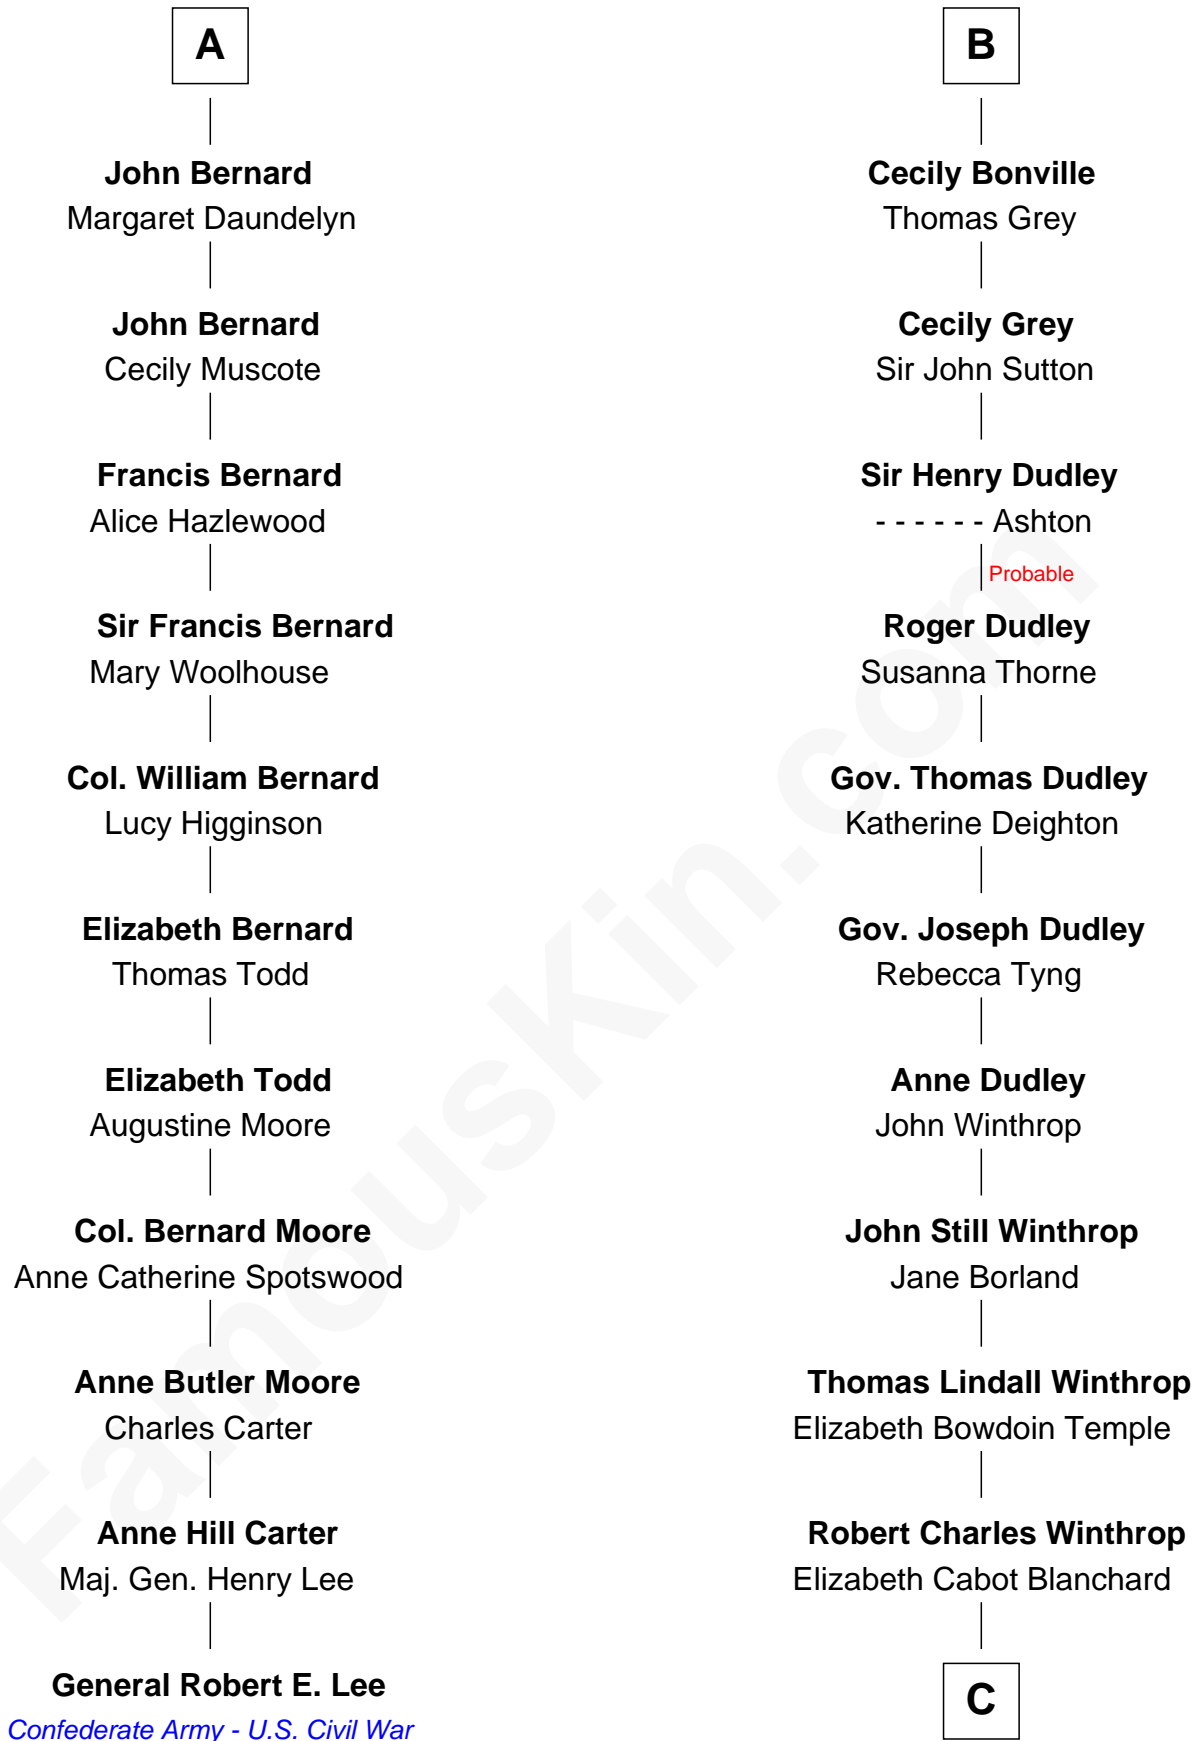 A
John Bernard
Margaret Daundelyn
John Bernard
Cecily Muscote
Francis Bernard
Alice Hazlewood
Sir Francis Bernard
Mary Woolhouse
Col. William Bernard
Lucy Higginson
Elizabeth Bernard
Thomas Todd
Elizabeth Todd
Augustine Moore
Col. Bernard Moore
Anne Catherine Spotswood
Anne Butler Moore
Charles Carter
Anne Hill Carter
Maj. Gen. Henry Lee
General Robert E. Lee
Confederate Army - U.S. Civil War
B
Cecily Bonville
Thomas Grey
Cecily Grey
Sir John Sutton
Sir Henry Dudley
- - - - - - Ashton
Probable
Roger Dudley
Susanna Thorne
Gov. Thomas Dudley
Katherine Deighton
Gov. Joseph Dudley
Rebecca Tyng
Anne Dudley
John Winthrop
John Still Winthrop
Jane Borland
Thomas Lindall Winthrop
Elizabeth Bowdoin Temple
Robert Charles Winthrop
Elizabeth Cabot Blanchard
C
FamousKin.com